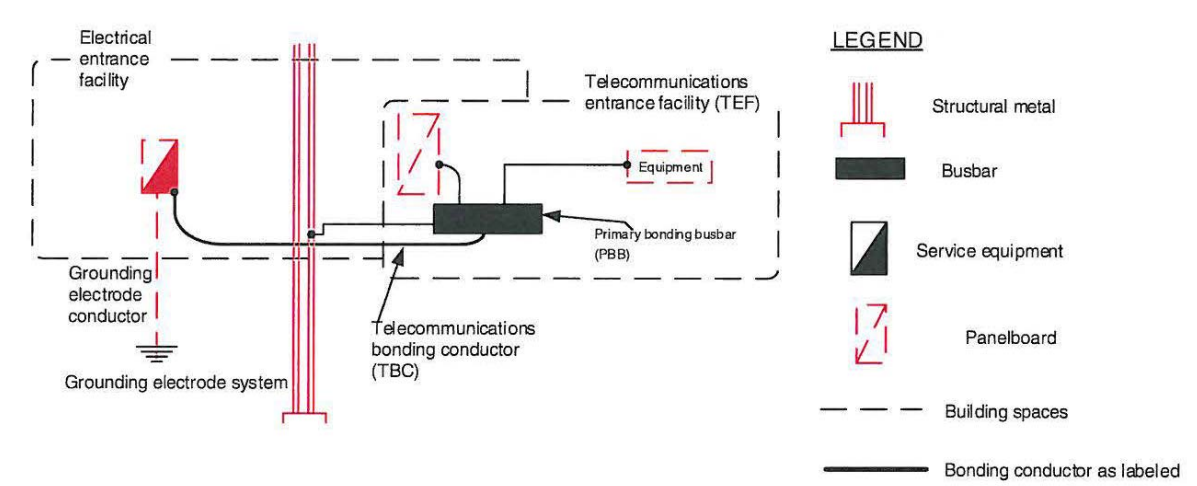 Electrical
entrance
facility
Telecommunications
entrance facility (TEF)
Equipment
Primary bonding busbar
(PBB)
Grounding
electrode
conductor
Telecommunications
bonding conductor
(TBC)
Grounding electrode system
LEGEND
Structural metal
Busbar
Service equipment
Panelboard
Building spaces
Bonding conductor as labeled